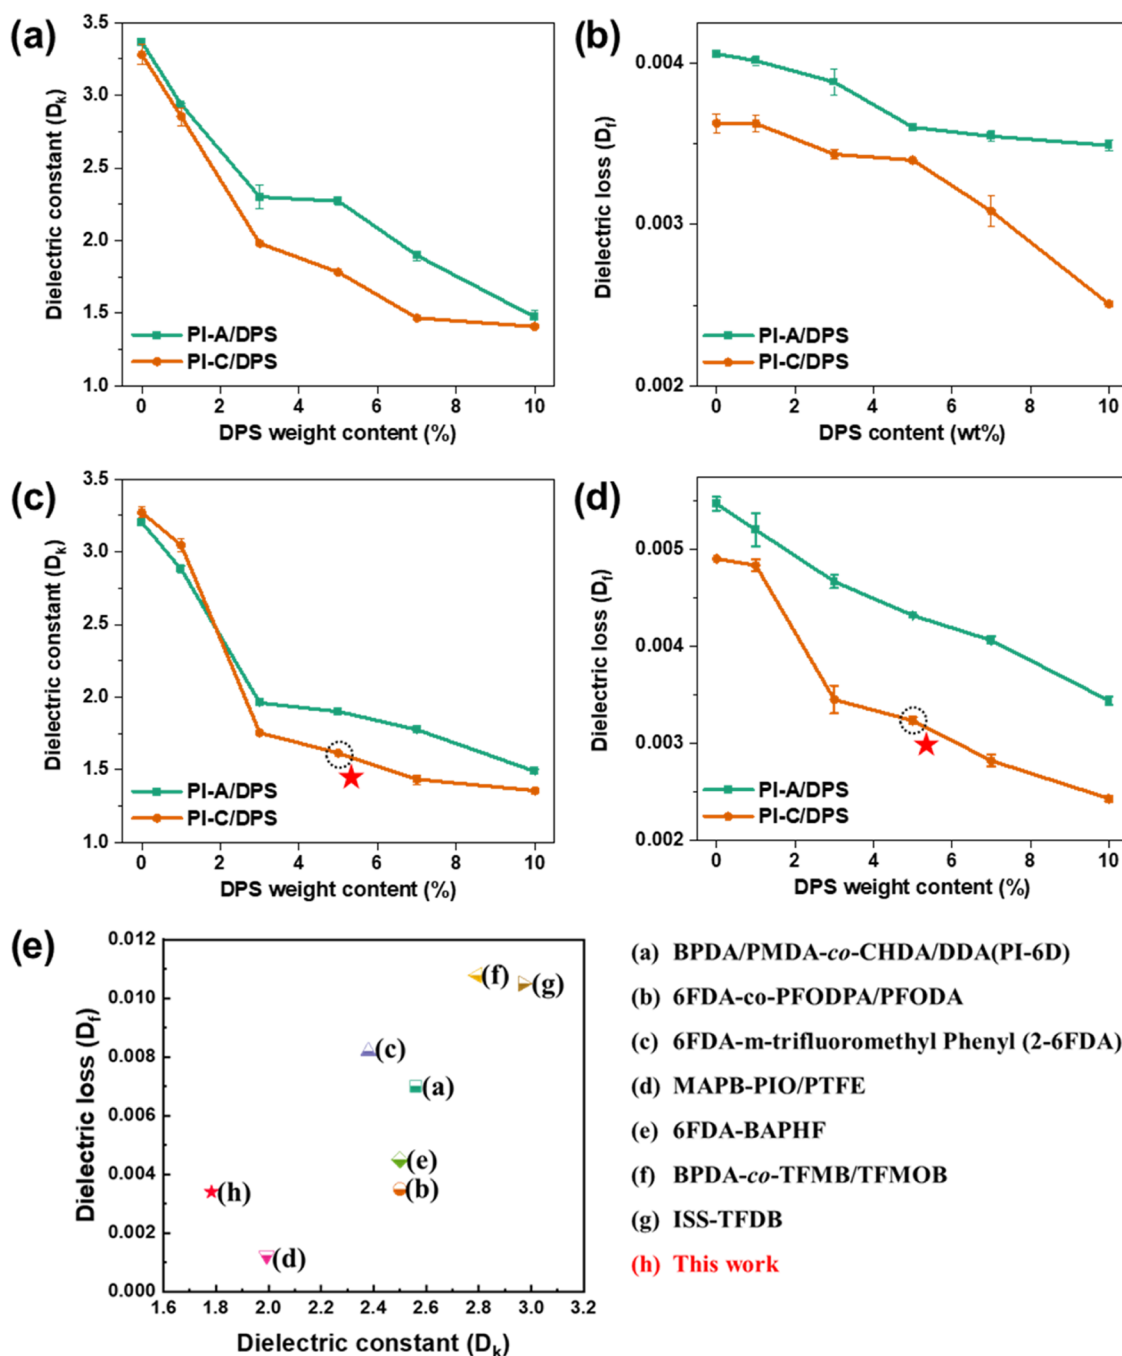 (a)
Dielectric constant (Dk)
3.5
3.0
2.5
2.0
1.5
1.0
PI-A/DPS
PI-C/DPS
0 2 4 6 8 10
DPS weight content (%)
(b)
Dielectric loss (Df)
0.004
0.003
0.002
PI-A/DPS
PI-C/DPS
0 2 4 6 8 10
DPS content (wt%)
(c)
Dielectric constant (Dk)
3.5
3.0
2.5
2.0
1.5
1.0
PI-A/DPS
PI-C/DPS
0 2 4 6 8 10
DPS weight content (%)
(d)
Dielectric loss (Df)
0.005
0.004
0.003
0.002
PI-A/DPS
PI-C/DPS
0 2 4 6 8 10
DPS weight content (%)
(e)
Dielectric loss (Df)
0.012
0.010
0.008
0.006
0.004
0.002
0.000
(f)
(g)
(c)
(a)
(e)
(b)
(h)
(d)
1.6 1.8 2.0 2.2 2.4 2.6 2.8 3.0 3.2
Dielectric constant (Dk)
(a) BPDA/PMDA-co-CHDA/DDA(PI-6D)
(b) 6FDA-co-PFODPA/PFODA
(c) 6FDA-m-trifluoromethyl Phenyl (2-6FDA)
(d) MAPB-PIO/PTFE
(e) 6FDA-BAPHF
(f) BPDA-co-TFMB/TFMOB
(g) ISS-TFDB
(h) This work